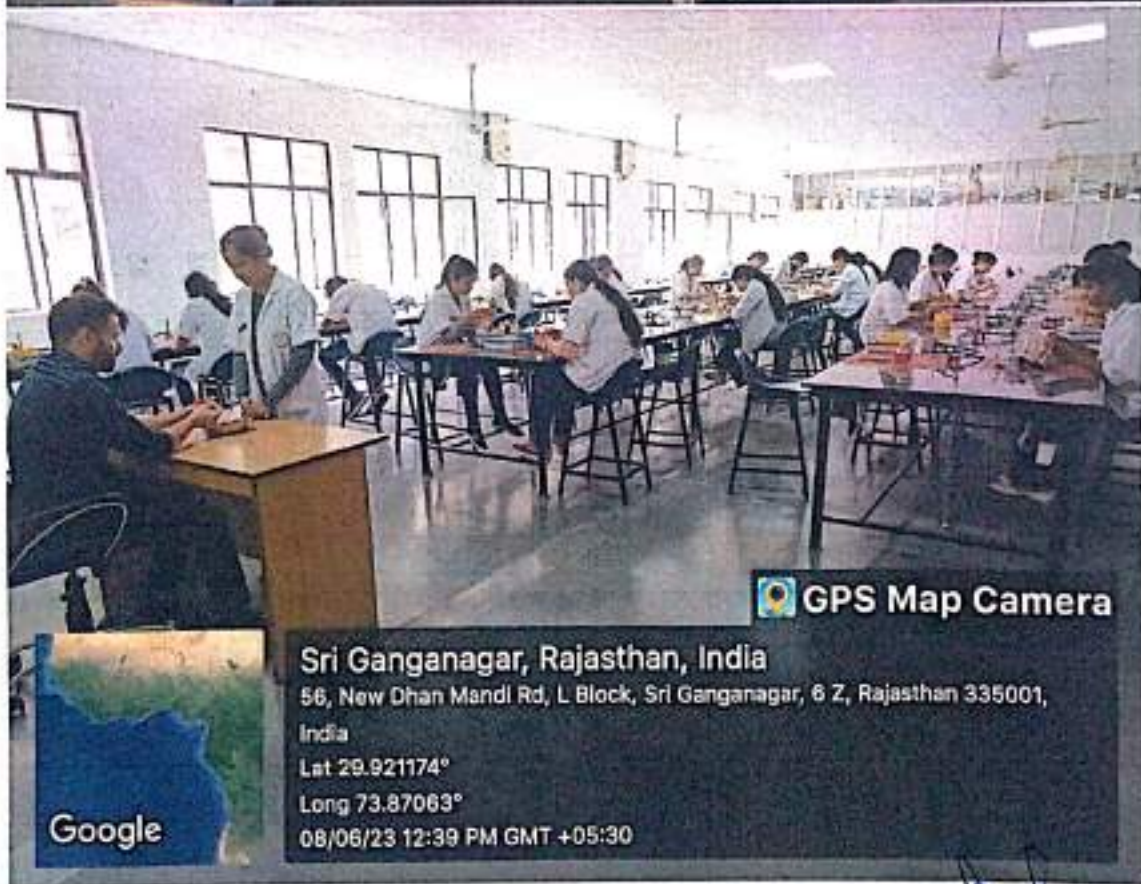 GPS Map Camera
Sri Ganganagar, Rajasthan, India
56, New Dhan Mandi Rd, L Block, Sri Ganganagar, 6 Z, Rajasthan 335001,
India
Lat 29.921174°
Long 73.87063°
08/06/23 12:39 PM GMT +05:30
Google